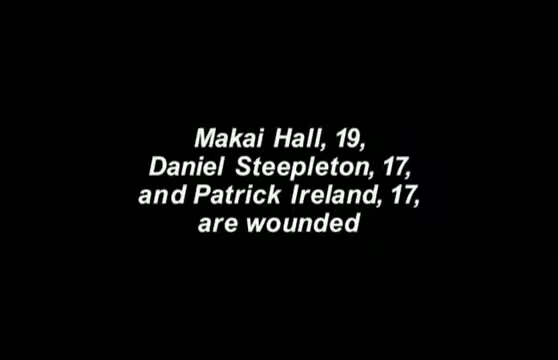 Makai Hall, 19,
Daniel Steepleton, 17,
and Patrick Ireland, 17,
are wounded